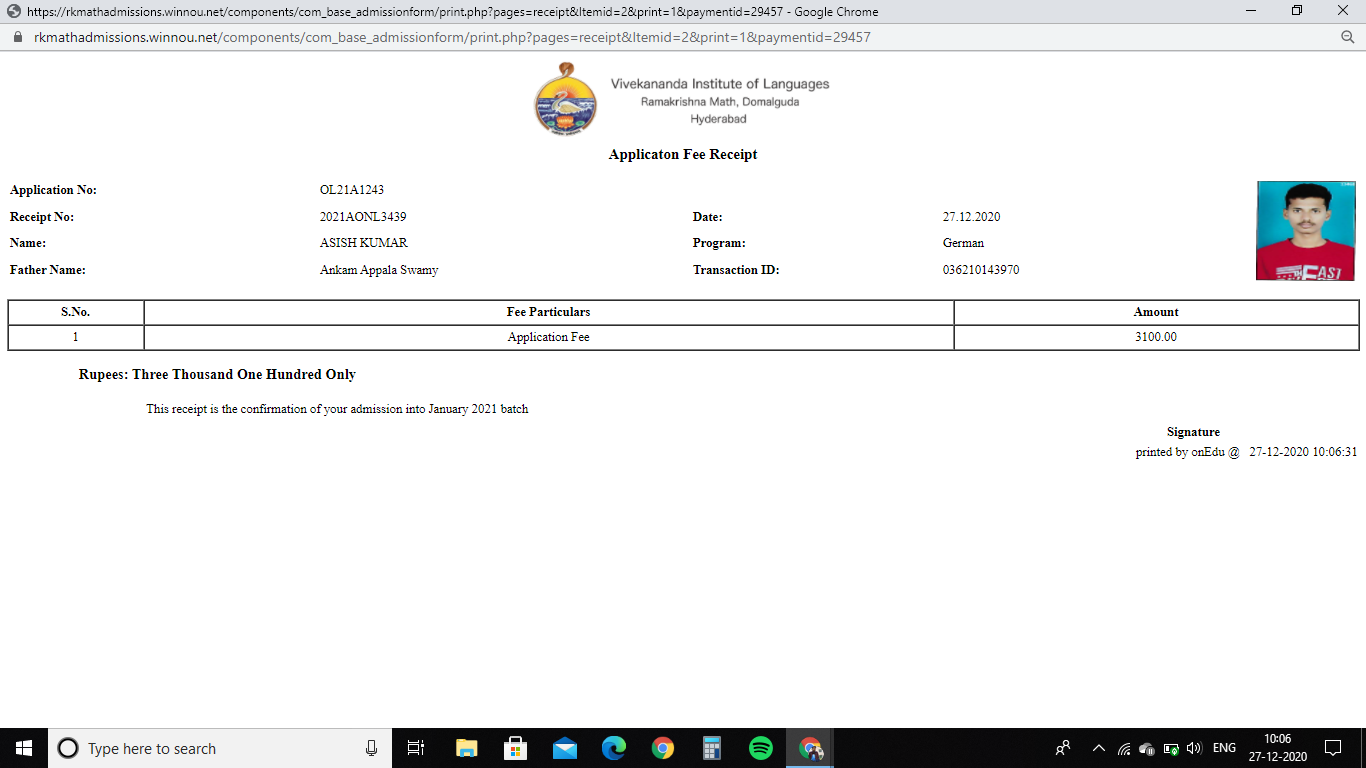 https://rkmathadmissions.winnou.net/components/com_base_admissionform/print.php?pages=receipt&Itemid=2&print=1&paymentid=29457 - Google Chrome
rkmathadmissions.winnou.net/components/com_base_admissionform/print.php?pages=receipt&Itemid=2&print=1&paymentid=29457
Vivekananda Institute of Languages
Ramakrishna Math, Domalguda
Hyderabad
Applicaton Fee Receipt
Application No: OL21A1243
Receipt No: 2021AONL3439 Date: 27.12.2020
Name: ASISH KUMAR Program: German
Father Name: Ankam Appala Swamy Transaction ID: 036210143970
EAST
S.No. Fee Particulars Amount
1 Application Fee 3100.00
Rupees: Three Thousand One Hundred Only
This receipt is the confirmation of your admission into January 2021 batch
Signature
printed by onEdu @ 27-12-2020 10:06:31
Type here to search
ENG
10:06
27-12-2020